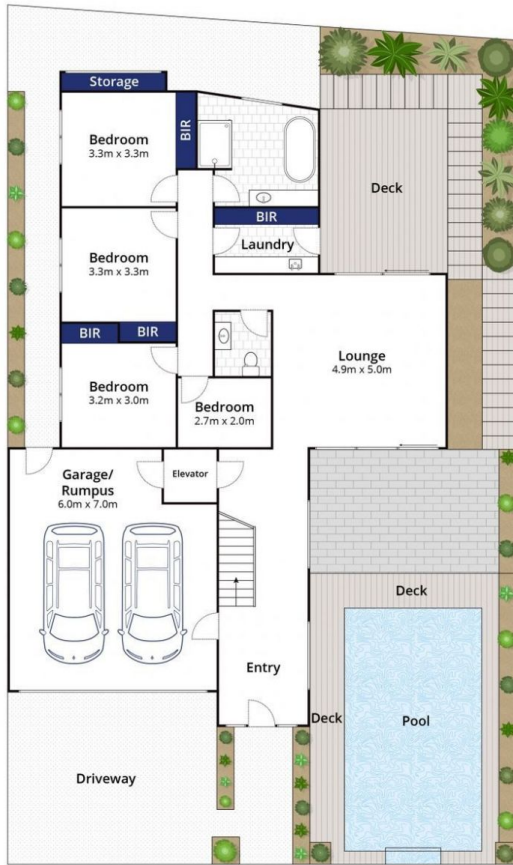 Storage
Bedroom
3.3m x 3.3m
BIR
Deck
BIR
Laundry
Bedroom
3.3m x 3.3m
BIR
BIR
Bedroom
3.2m x 3.0m
Bedroom
2.7m x 2.0m
Lounge
4.9m x 5.0m
Garage/
Rumpus
6.0m x 7.0m
Elevator
Deck
Entry
Deck
Pool
Driveway